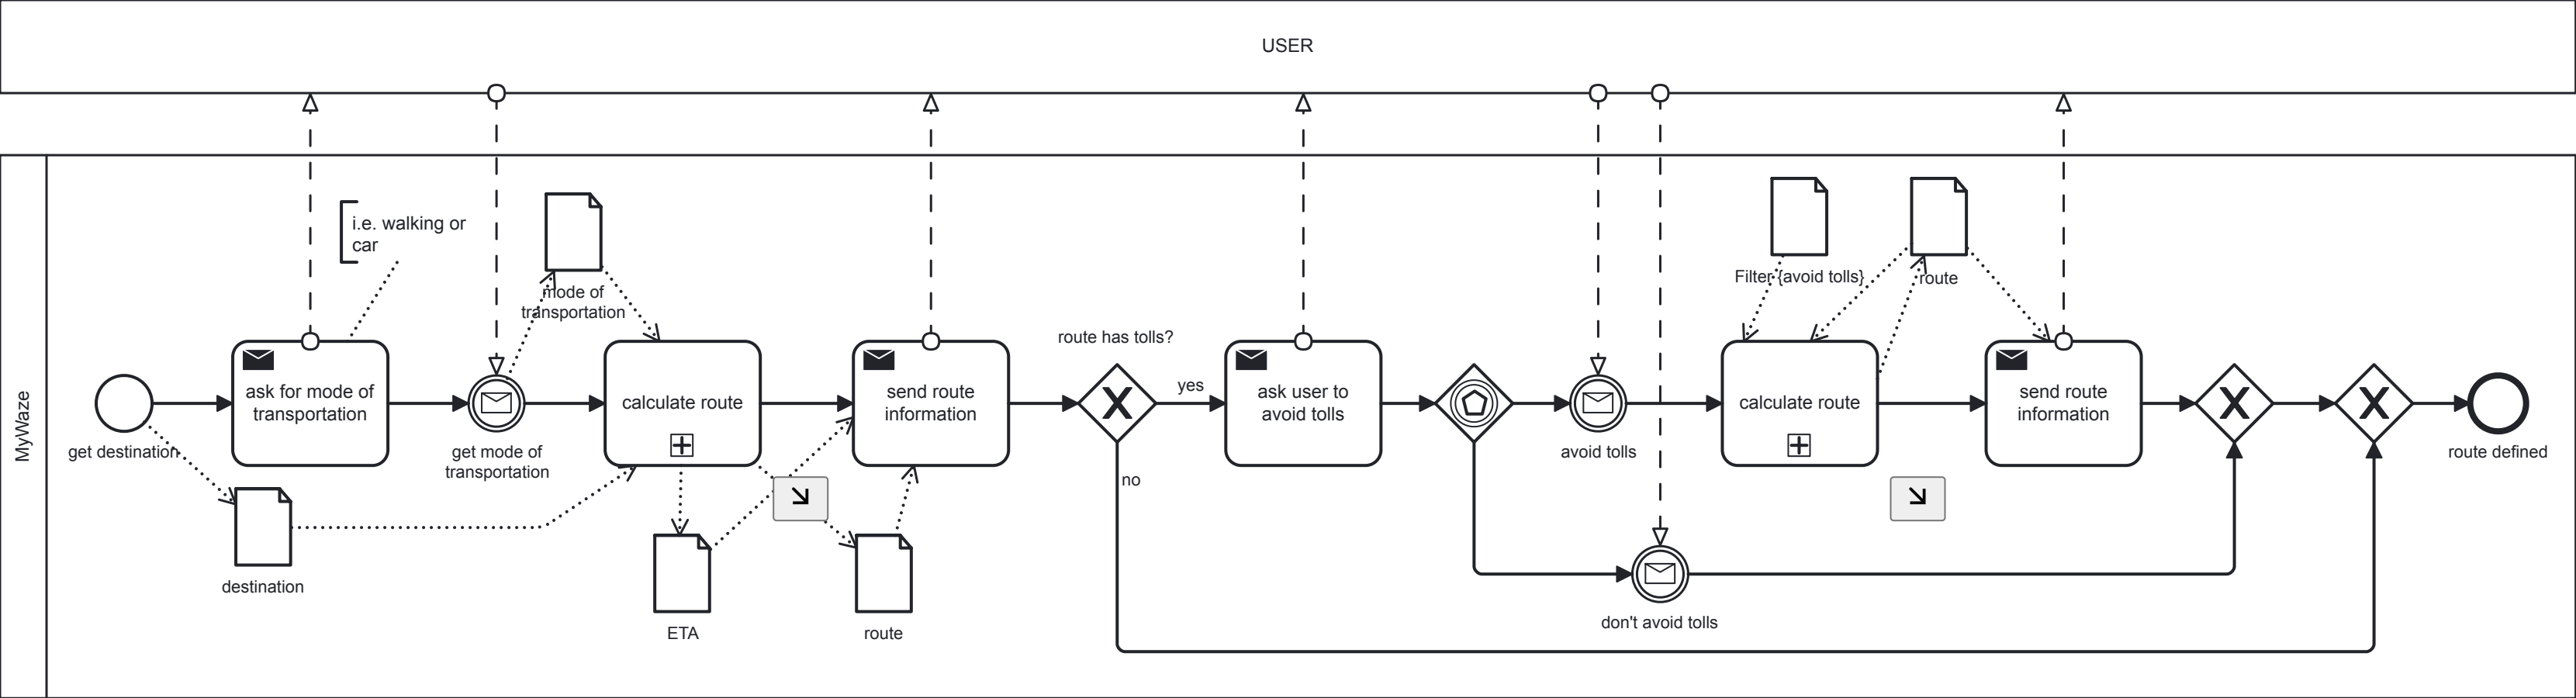 USER
MyWaze
i.e. walking or
car
mode of
transportation
Filter {avoid tolls}
route
route has tolls?
yes
no
get destination
ask for mode of
transportation
get mode of
transportation
calculate route
send route
information
ask user to
avoid tolls
avoid tolls
calculate route
send route
information
route defined
destination
ETA
route
don't avoid tolls